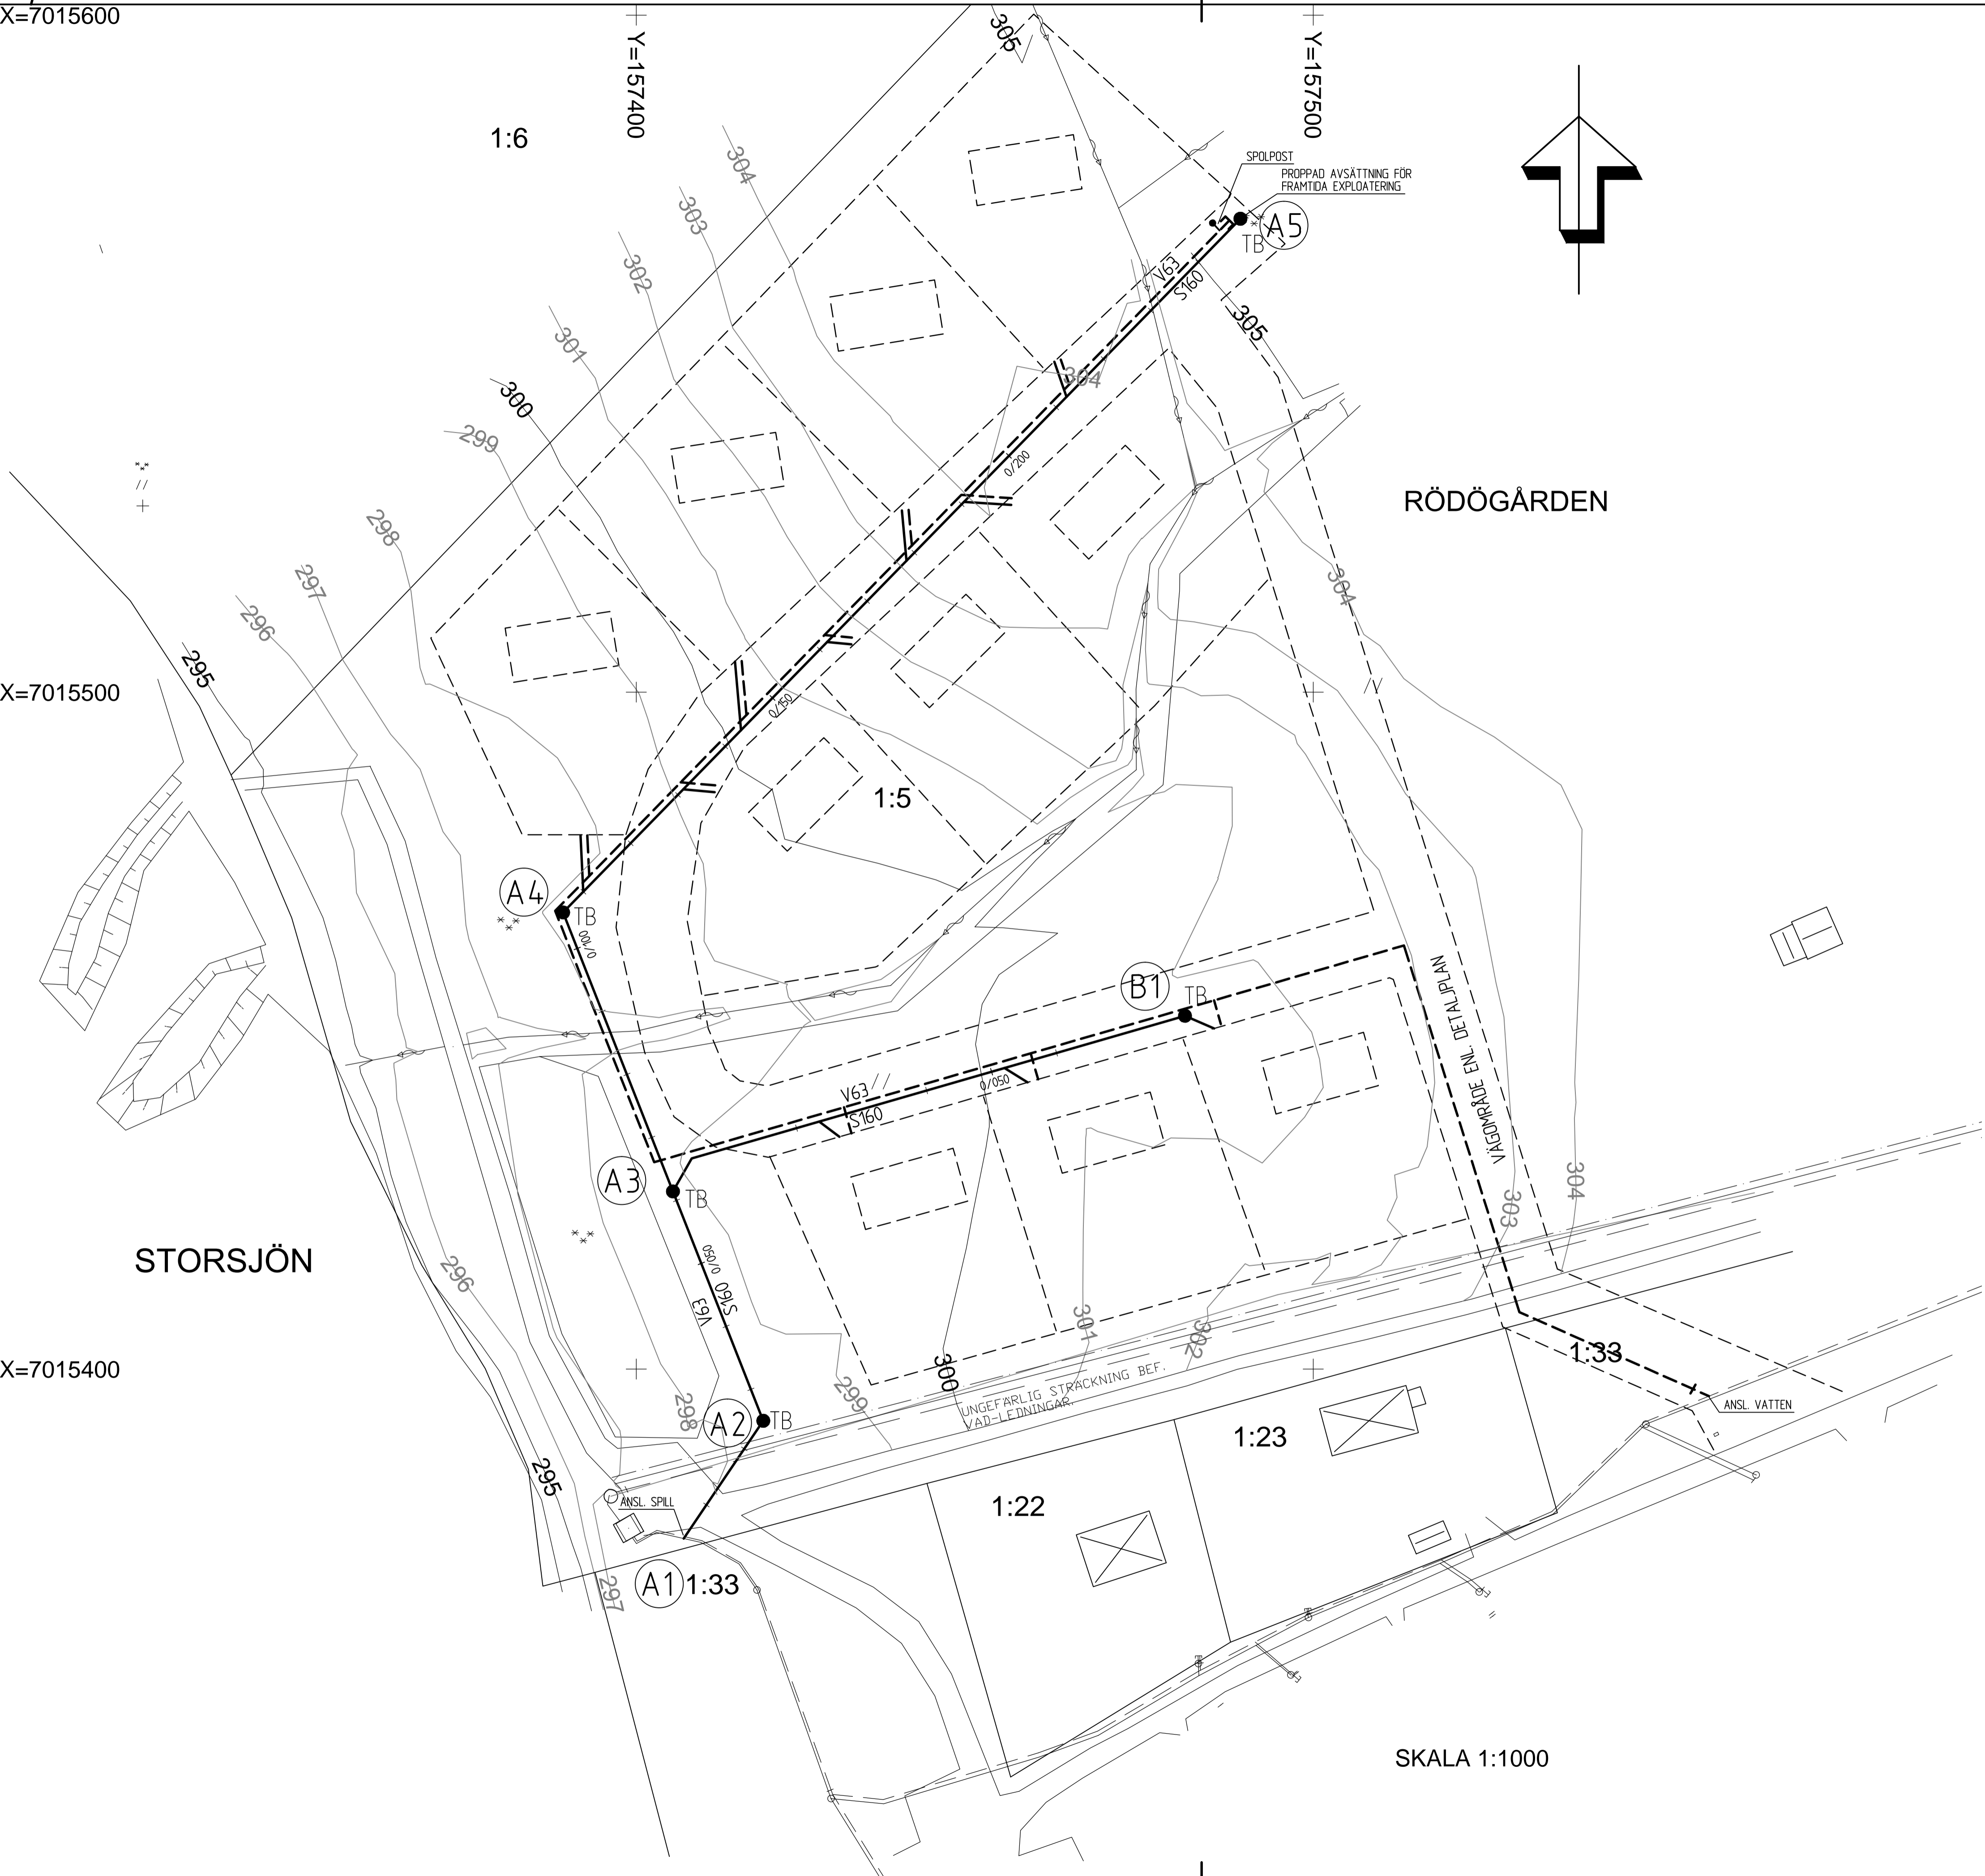 X=7015600
Y=157400
Y=157500
305
1:6
304
303
302
301
300
299
298
297
296
295
SPOLPOST
PROPPAD AVSÄTTNING FÖR
FRAMTIDA EXPLOATERING
A5
TB
V63
S160
305
304
0/200
RÖDÖGÅRDEN
304
X=7015500
0/150
1:5
A4
TB
0/100
B1
TB
VÄGOMRÅDE ENL. DETALJPLAN
V63
S160
0/050
A3
TB
303
304
STORSJÖN
0/050
S160
V63
296
301
302
300
299
298
X=7015400
1:33
UNGEFÄRLIG STRÄCKNING BEF.
VAD-LEDNINGAR.
ANSL. VATTEN
A2
TB
1:23
295
ANSL. SPILL
1:22
297
A1
1:33
SKALA 1:1000